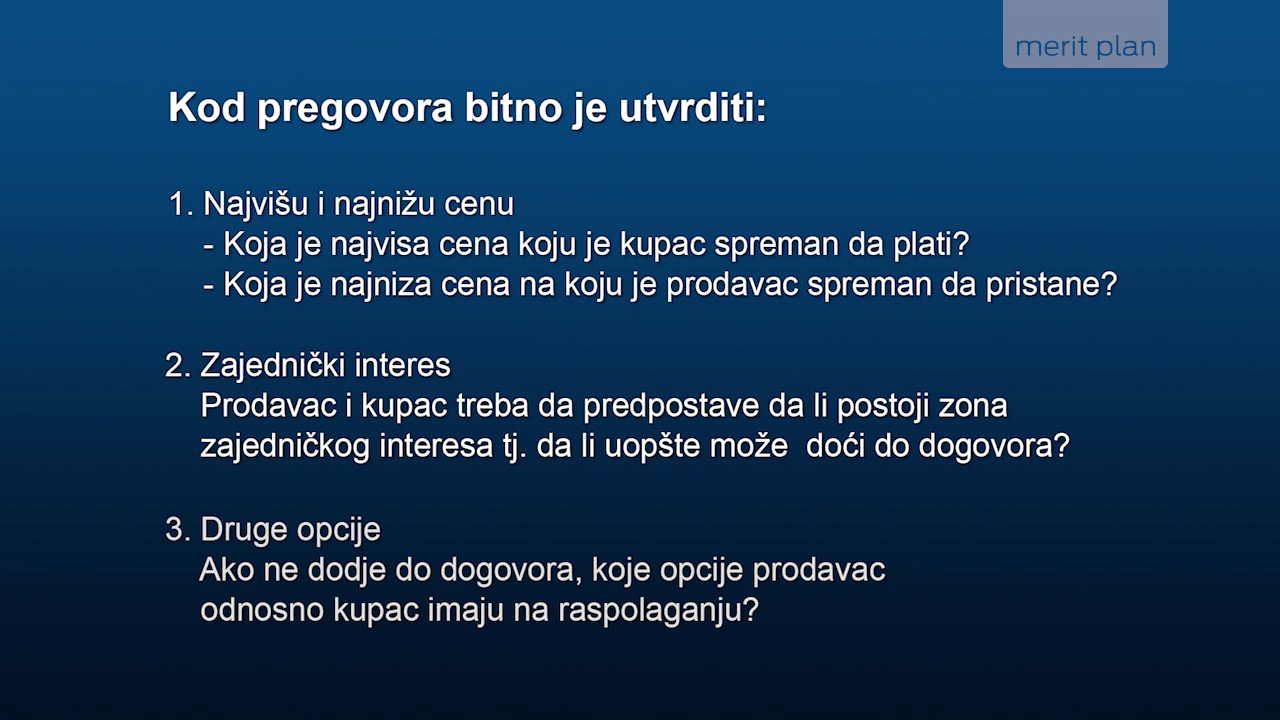 merit plan
Kod pregovora bitno je utvrditi:
1. Najvišu i najnižu cenu
- Koja je najvisa cena koju je kupac spreman da plati?
- Koja je najniza cena na koju je prodavac spreman da pristane?
2. Zajednički interes
Prodavac i kupac treba da predpostave da li postoji zona
zajedničkog interesa tj. da li uopšte može doći do dogovora?
3. Druge opcije
Ako ne dodje do dogovora, koje opcije prodavac
odnosno kupac imaju na raspolaganju?